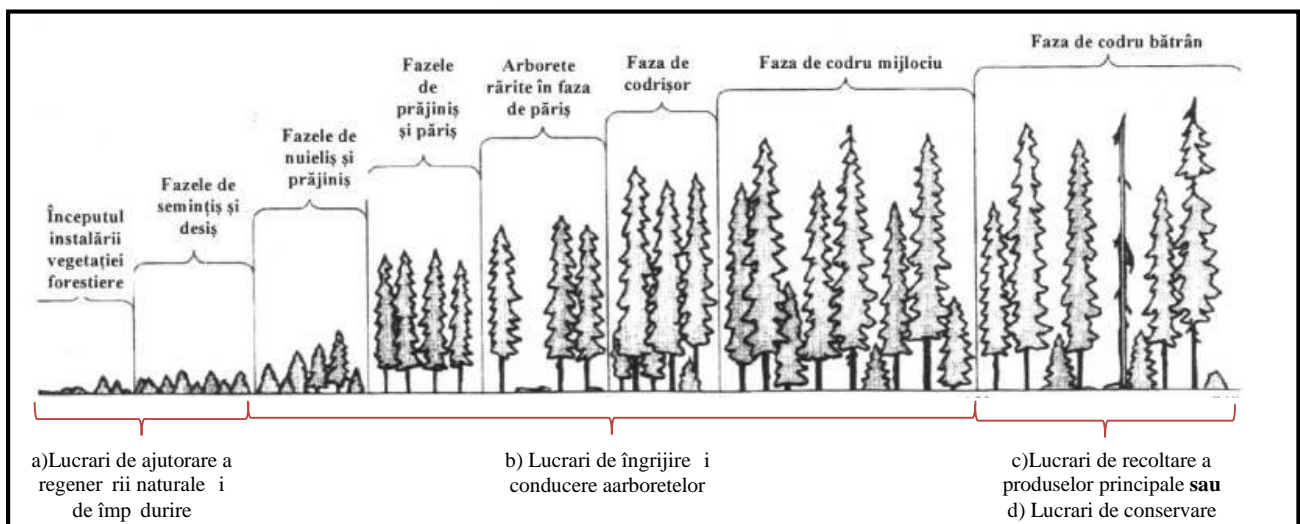 Începutul
instalării
vegetației
forestiere
Fazele de
semințiș și
desiș
Fazele de
nuieliș și
prăjiniș
Fazele
de
prăjiniș
și păriș
Arborete
rărite în faza
de păriș
Faza de
codrișor
Faza de codru mijlociu
Faza de codru bătrân
a)Lucrari de ajutorare a
regener rii naturale i
de împ durire
b) Lucrari de îngrijire i
conducere aarboretelor
c)Lucrari de recoltare a
produselor principale sau
d) Lucrari de conservare